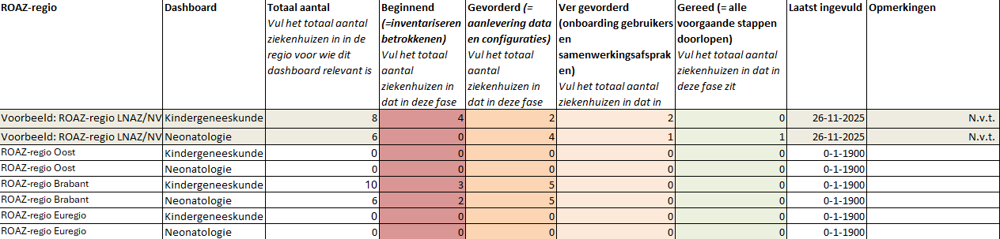 ROAZ-regio Dashboard Totaal aantal Beginnend Gevorderd (= Ver gevorderd Gereed (= alle Laatst ingevuld Opmerkingen
Vul het totaal aantal (=inventariseren aanlevering data (onboarding gebruikers voorgaande stappen
ziekenhuizen in in de betrokkenen) en configuraties) en doorlopen)
regio voor wie dit Vul het totaal Vul het totaal samenwerkingsafsprak Vul het totaal aantal
dashboard relevant is aantal aantal en) ziekenhuizen in dat in
ziekenhuizen in ziekenhuizen in Vul het totaal aantal deze fase zit
dat in deze fase dat in deze fase ziekenhuizen in dat in
Voorbeeld: ROAZ-regio LNAZ/NV Kindergeneeskunde 8 4 2 2 0 26-11-2025 N.v.t.
Voorbeeld: ROAZ-regio LNAZ/NV Neonatologie 6 0 4 1 1 26-11-2025 N.v.t.
ROAZ-regio Oost Kindergeneeskunde 0 0 0 0 0 0-1-1900
ROAZ-regio Oost Neonatologie 0 0 0 0 0 0-1-1900
ROAZ-regio Brabant Kindergeneeskunde 10 3 5 0 0 0-1-1900
ROAZ-regio Brabant Neonatologie 6 2 5 0 0 0-1-1900
ROAZ-regio Euregio Kindergeneeskunde 0 0 0 0 0 0-1-1900
ROAZ-regio Euregio Neonatologie 0 0 0 0 0 0-1-1900